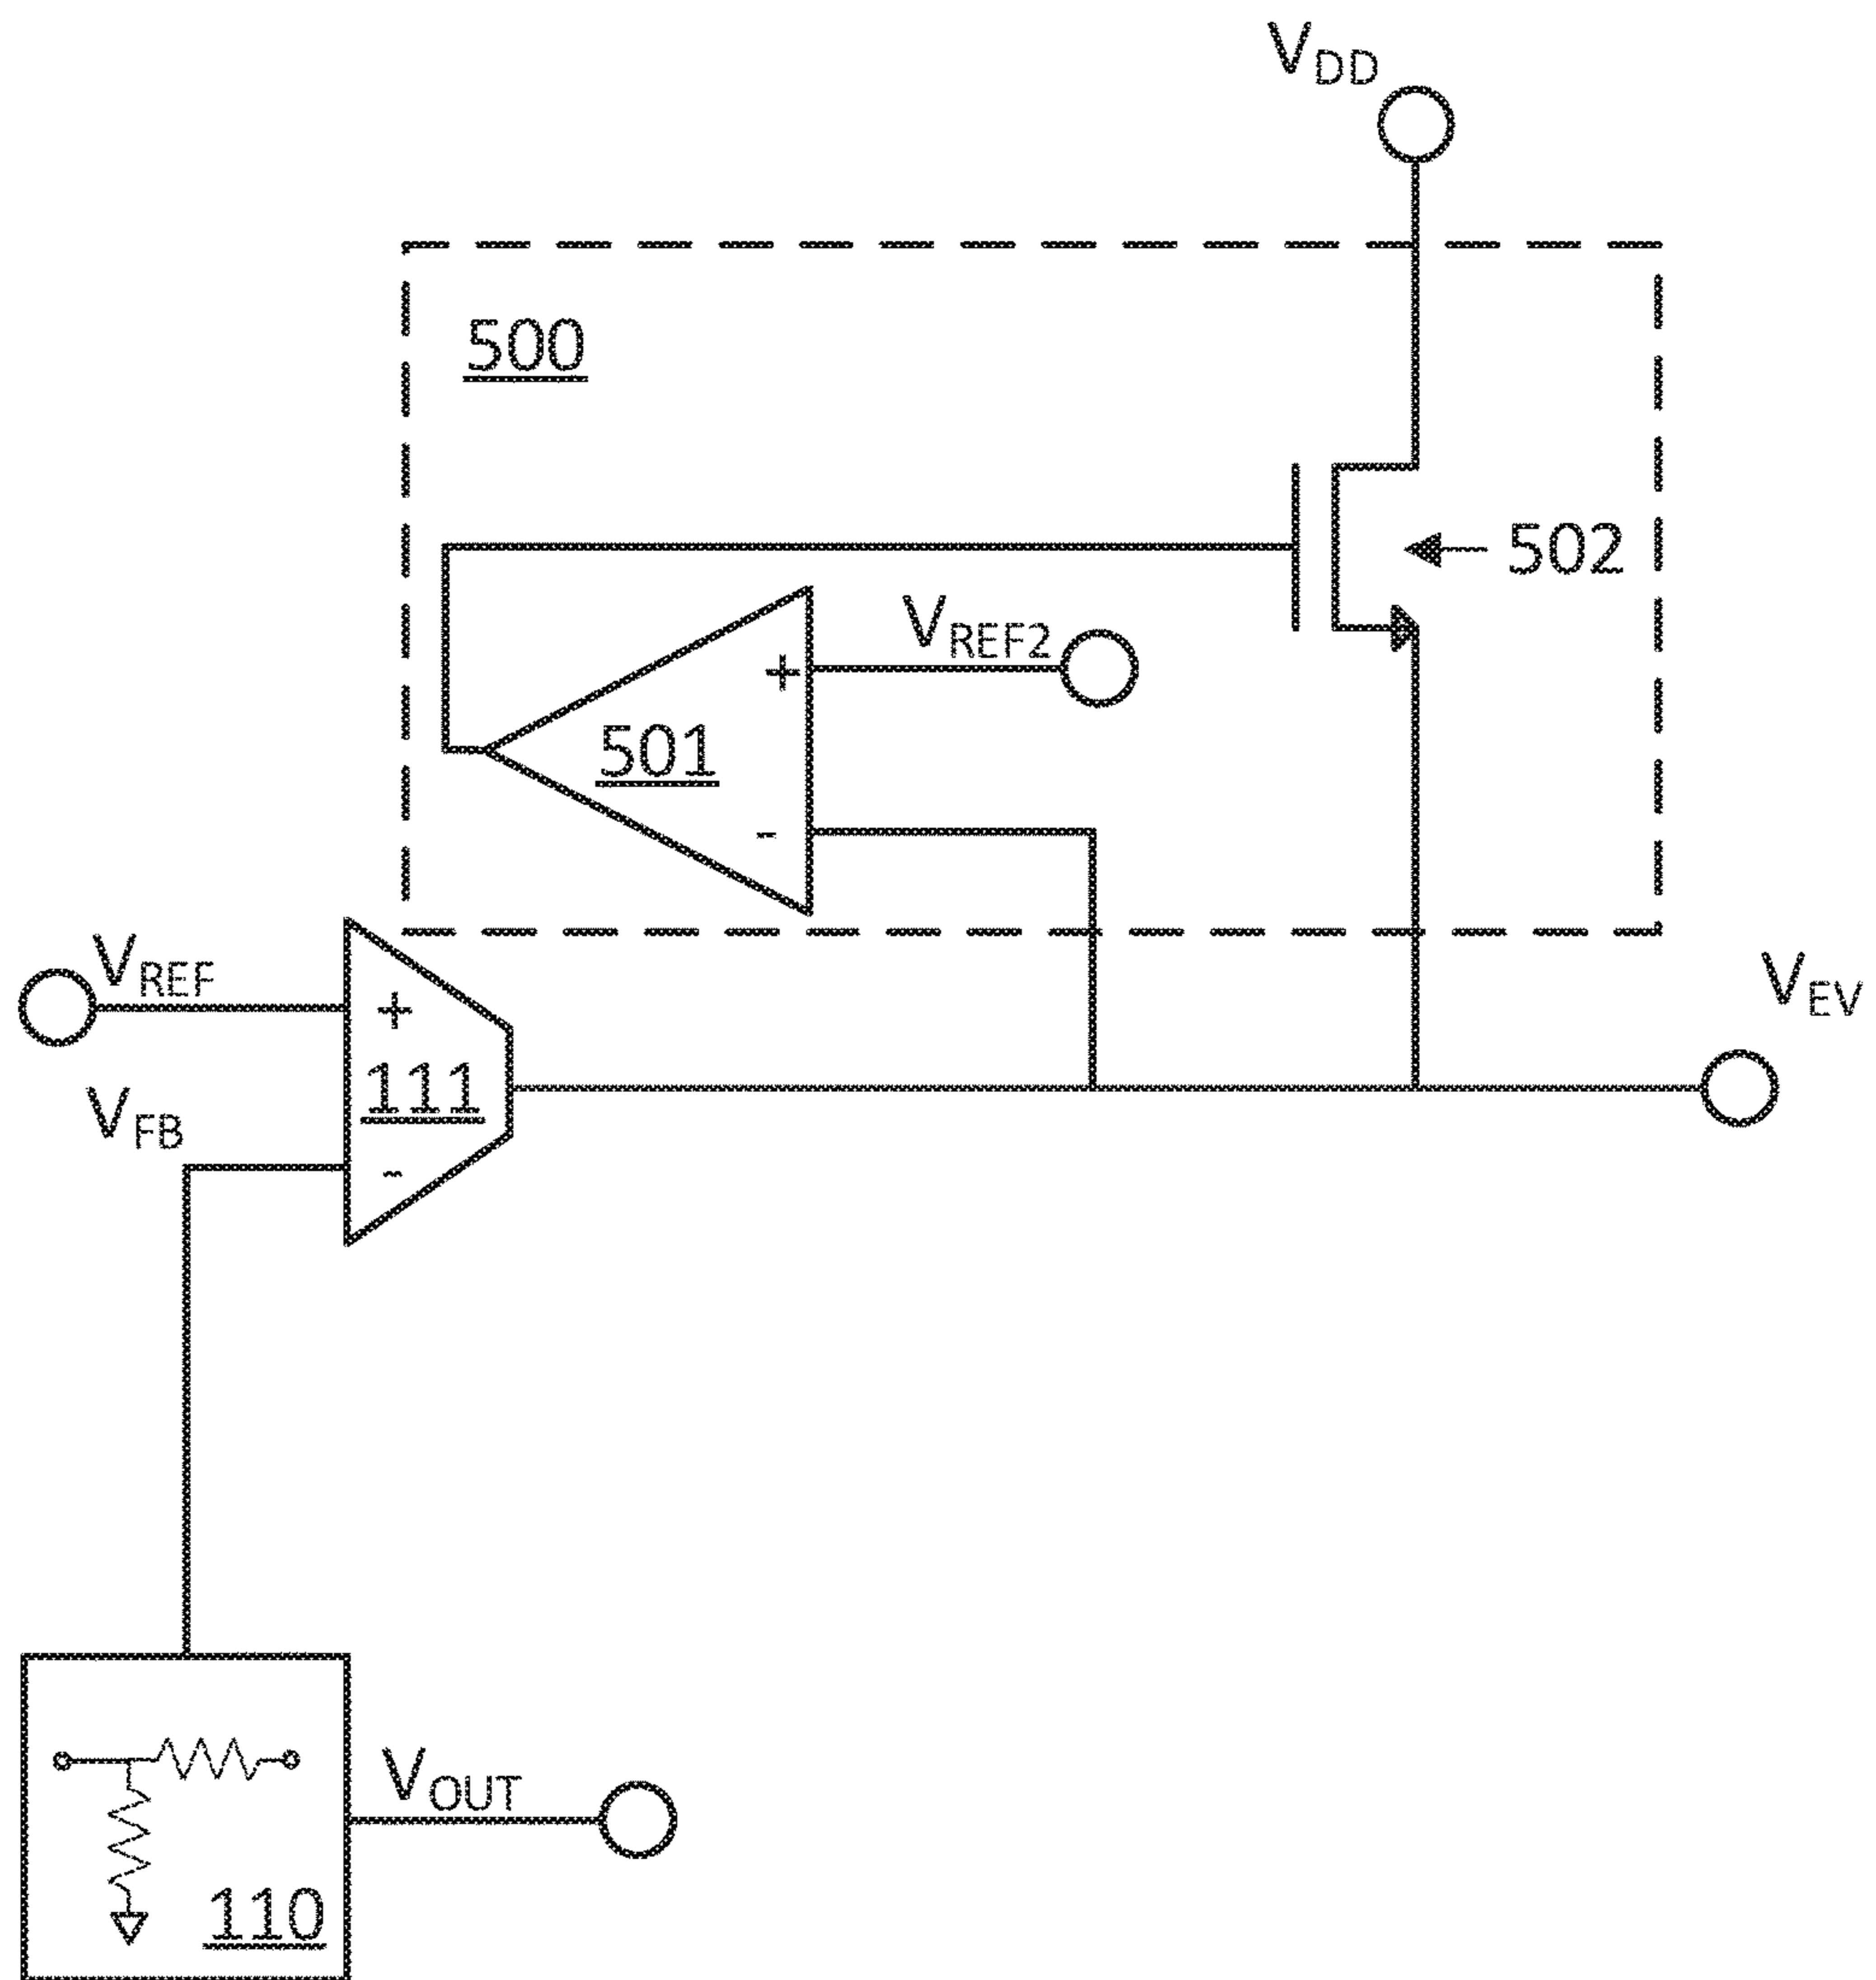 VDD
500
502
VREF2
+
501
-
VREF
+
VEV
111
VFB
-
VOUT
110